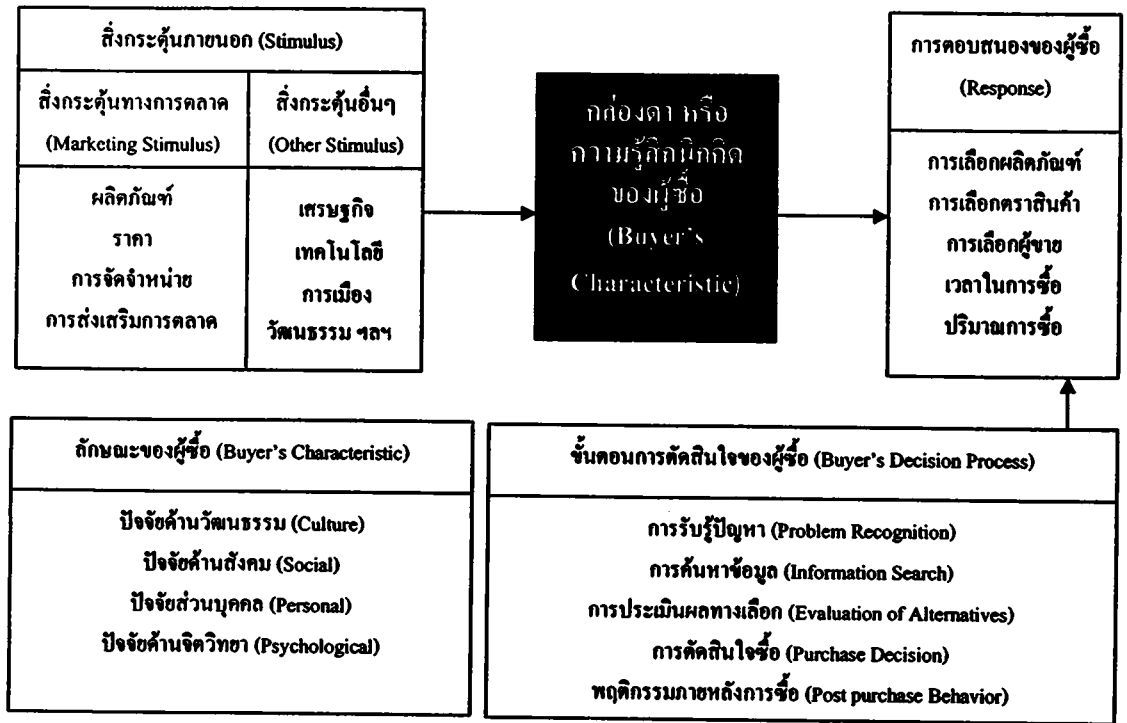 สิ่งกระตุ้นภายนอก (Stimulus)
สิ่งกระตุ้นทางการตลาด
(Marketing Stimulus)
ผลิตภัณฑ์
ราคา
การจัดจำหน่าย
การส่งเสริมการตลาด
สิ่งกระตุ้นอื่นๆ
(Other Stimulus)
เศรษฐกิจ
เทคโนโลยี
การเมือง
วัฒนธรรม ฯลฯ
กล่องดำ หรือ
ความรู้สึกนึกคิด
ของผู้ซื้อ
(Buyer's
Characteristic)
การตอบสนองของผู้ซื้อ
(Response)
การเลือกผลิตภัณฑ์
การเลือกตราสินค้า
การเลือกผู้ขาย
เวลาในการซื้อ
ปริมาณการซื้อ
ลักษณะของผู้ซื้อ (Buyer's Characteristic)
ปัจจัยด้านวัฒนธรรม (Culture)
ปัจจัยด้านสังคม (Social)
ปัจจัยส่วนบุคคล (Personal)
ปัจจัยด้านจิตวิทยา (Psychological)
ขั้นตอนการตัดสินใจของผู้ซื้อ (Buyer's Decision Process)
การรับรู้ปัญหา (Problem Recognition)
การค้นหาข้อมูล (Information Search)
การประเมินผลทางเลือก (Evaluation of Alternatives)
การตัดสินใจซื้อ (Purchase Decision)
พฤติกรรมภายหลังการซื้อ (Post purchase Behavior)